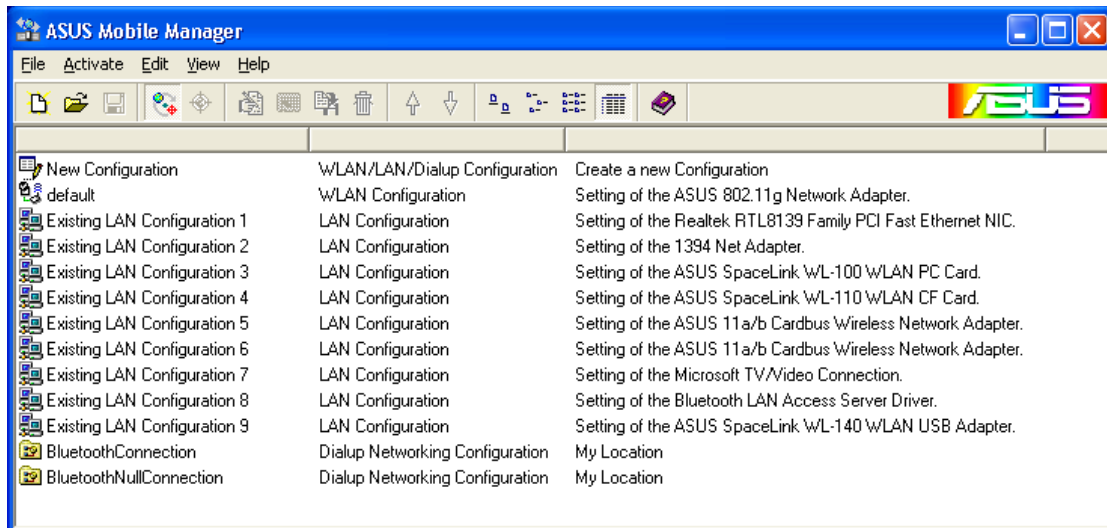 ASUS Mobile Manager
File Activate Edit View Help
ASUS
New Configuration WLAN/LAN/Dialup Configuration Create a new Configuration
default WLAN Configuration Setting of the ASUS 802.11g Network Adapter.
Existing LAN Configuration 1 LAN Configuration Setting of the Realtek RTL8139 Family PCI Fast Ethernet NIC.
Existing LAN Configuration 2 LAN Configuration Setting of the 1394 Net Adapter.
Existing LAN Configuration 3 LAN Configuration Setting of the ASUS SpaceLink WL-100 WLAN PC Card.
Existing LAN Configuration 4 LAN Configuration Setting of the ASUS SpaceLink WL-110 WLAN CF Card.
Existing LAN Configuration 5 LAN Configuration Setting of the ASUS 11a/b Cardbus Wireless Network Adapter.
Existing LAN Configuration 6 LAN Configuration Setting of the ASUS 11a/b Cardbus Wireless Network Adapter.
Existing LAN Configuration 7 LAN Configuration Setting of the Microsoft TV/Video Connection.
Existing LAN Configuration 8 LAN Configuration Setting of the Bluetooth LAN Access Server Driver.
Existing LAN Configuration 9 LAN Configuration Setting of the ASUS SpaceLink WL-140 WLAN USB Adapter.
BluetoothConnection Dialup Networking Configuration My Location
BluetoothNullConnection Dialup Networking Configuration My Location